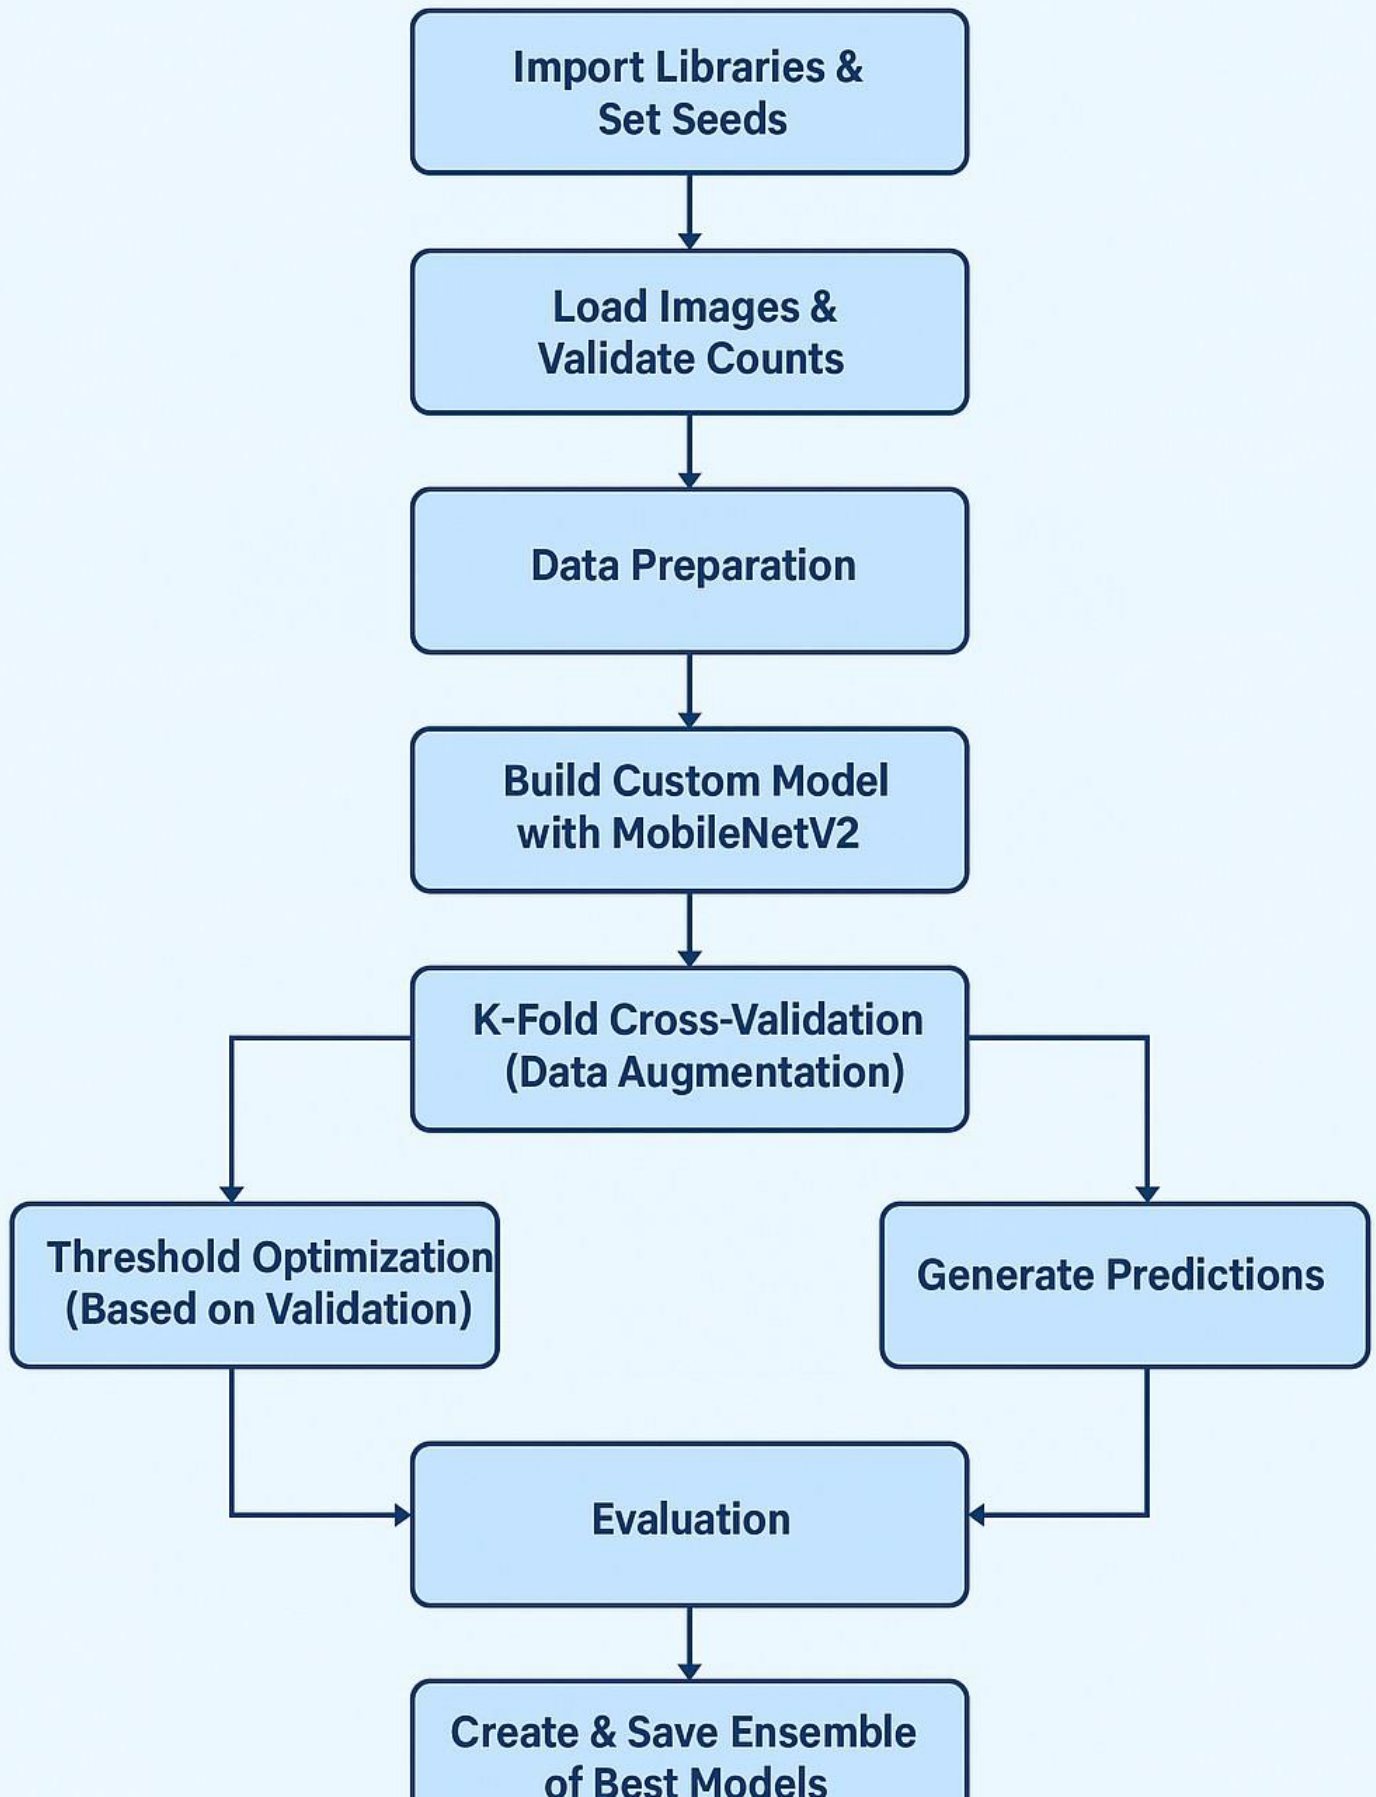 Import Libraries &
Set Seeds
Load Images &
Validate Counts
Data Preparation
Build Custom Model
with MobileNetV2
K-Fold Cross-Validation
(Data Augmentation)
Threshold Optimization
(Based on Validation)
Generate Predictions
Evaluation
Create & Save Ensemble
of Best Models